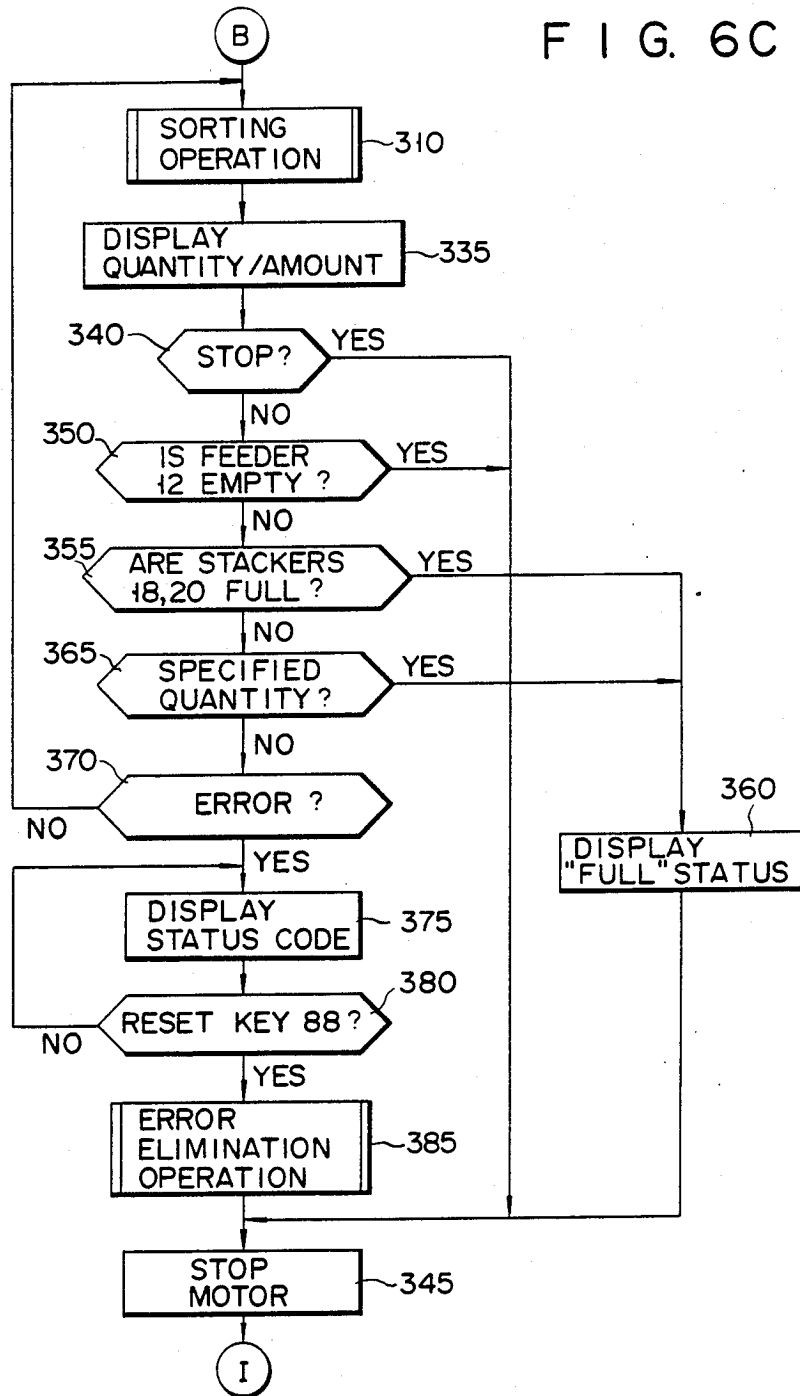 F I G. 6C
B
SORTING
OPERATION
310
DISPLAY
QUANTITY/AMOUNT
335
340
STOP?
YES
NO
350
IS FEEDER
12 EMPTY ?
YES
NO
355
ARE STACKERS
18,20 FULL ?
YES
NO
365
SPECIFIED
QUANTITY?
YES
NO
370
ERROR ?
NO
YES
360
DISPLAY
"FULL" STATUS
DISPLAY
STATUS CODE
375
380
RESET KEY 88 ?
NO
YES
ERROR
ELIMINATION
OPERATION
385
STOP
MOTOR
345
I